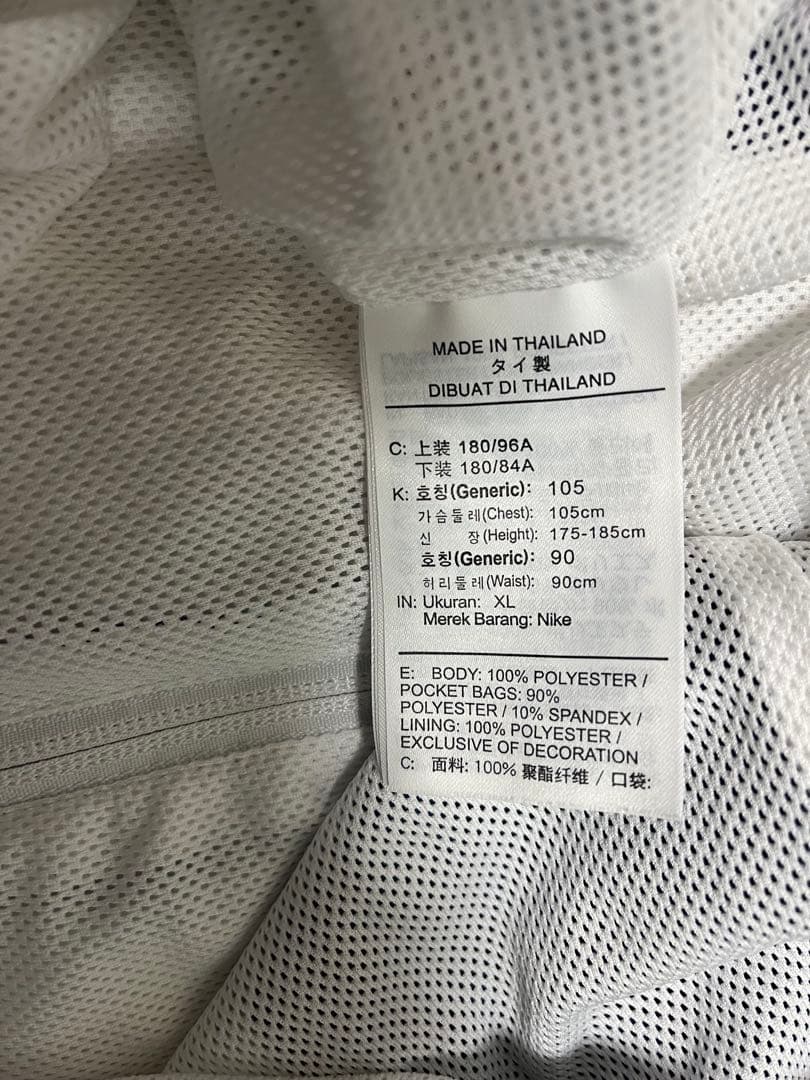 MADE IN THAILAND
タイ製
DIBUAT DI THAILAND
C: 上装 180/96A
下装 180/84A
K: 호칭(Generic): 105
가슴둘레(Chest): 105cm
신 장(Height): 175-185cm
호칭(Generic): 90
허리둘레(Waist): 90cm
IN: Ukuran: XL
Merek Barang: Nike
E: BODY: 100% POLYESTER /
POCKET BAGS: 90%
POLYESTER / 10% SPANDEX /
LINING: 100% POLYESTER /
EXCLUSIVE OF DECORATION
C: 面料: 100% 聚酯纤维 / 口袋: